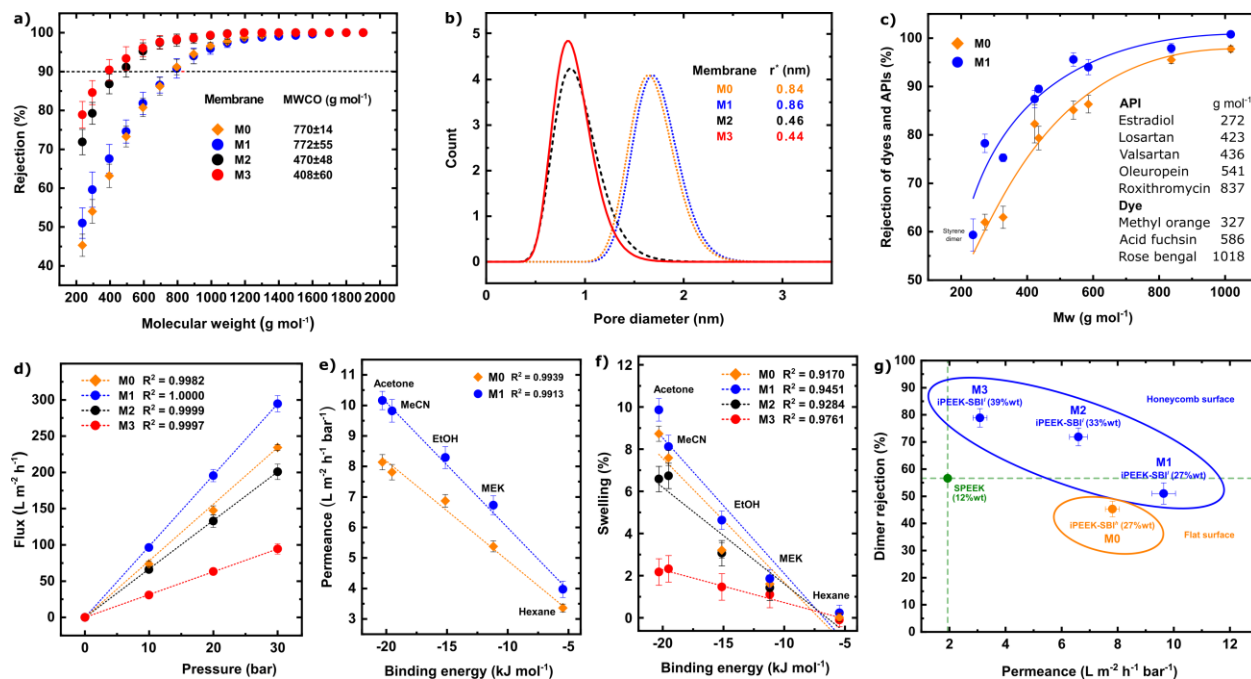 a)
Rejection (%)
100
90
80
70
60
50
40
Membrane MWCO (g mol⁻¹)
M0 770±14
M1 772±55
M2 470±48
M3 408±60
200 400 600 800 1000 1200 1400 1600 1800 2000
Molecular weight (g mol⁻¹)
b)
Count
5
4
3
2
1
0
Membrane r* (nm)
M0 0.84
M1 0.86
M2 0.46
M3 0.44
0 1 2 3
Pore diameter (nm)
c)
Rejection of dyes and APIs (%)
100
90
80
70
60
50
M0
M1
API g mol⁻¹
Estradiol 272
Losartan 423
Valsartan 436
Oleuropein 541
Roxithromycin 837
Dye
Methyl orange 327
Acid fuchsin 586
Rose bengal 1018
Styrene
dimer
200 400 600 800 1000
Mw (g mol⁻¹)
d)
Flux (L m⁻² h⁻¹)
300
250
200
150
100
50
0
M0 R² = 0.9982
M1 R² = 1.0000
M2 R² = 0.9999
M3 R² = 0.9997
0 10 20 30
Pressure (bar)
e)
Permeance (L m⁻² h⁻¹ bar⁻¹)
11
10
9
8
7
6
5
4
3
M0 R² = 0.9939
M1 R² = 0.9913
Acetone
MeCN
EtOH
MEK
Hexane
-20 -15 -10 -5
Binding energy (kJ mol⁻¹)
f)
Swelling (%)
12
10
8
6
4
2
0
M0 R² = 0.9170
M1 R² = 0.9451
M2 R² = 0.9284
M3 R² = 0.9761
Acetone
MeCN
EtOH
MEK
Hexane
-20 -15 -10 -5
Binding energy (kJ mol⁻¹)
g)
Dimer rejection (%)
100
90
80
70
60
50
40
30
20
10
0
M3
iPEEK-SBIᶠ (39%wt)
Honeycomb surface
M2
iPEEK-SBIᶠ (33%wt)
M1
iPEEK-SBIᶠ (27%wt)
SPEEK
(12%wt)
(27%wt)
M0
Flat surface
2 4 6 8 10 12 14
Permeance (L m⁻² h⁻¹ bar⁻¹)